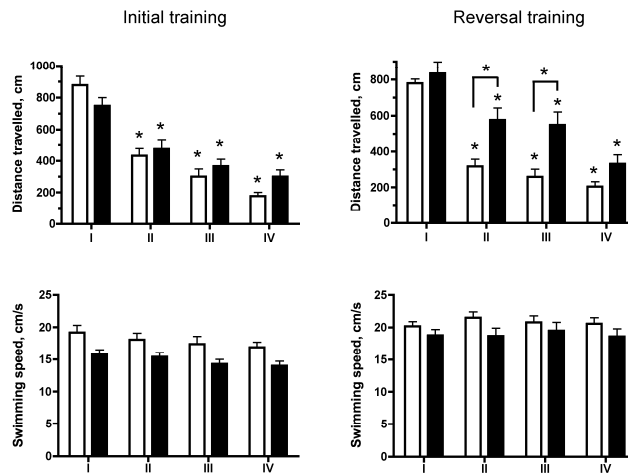 Initial training
Reversal training
Distance travelled, cm
1000
800
600
400
200
0
* * * * * *
I II III IV
Distance travelled, cm
800
600
400
200
0
* * * * * * * *
I II III IV
Swimming speed, cm/s
25
20
15
10
5
0
I II III IV
Swimming speed, cm/s
25
20
15
10
5
0
I II III IV